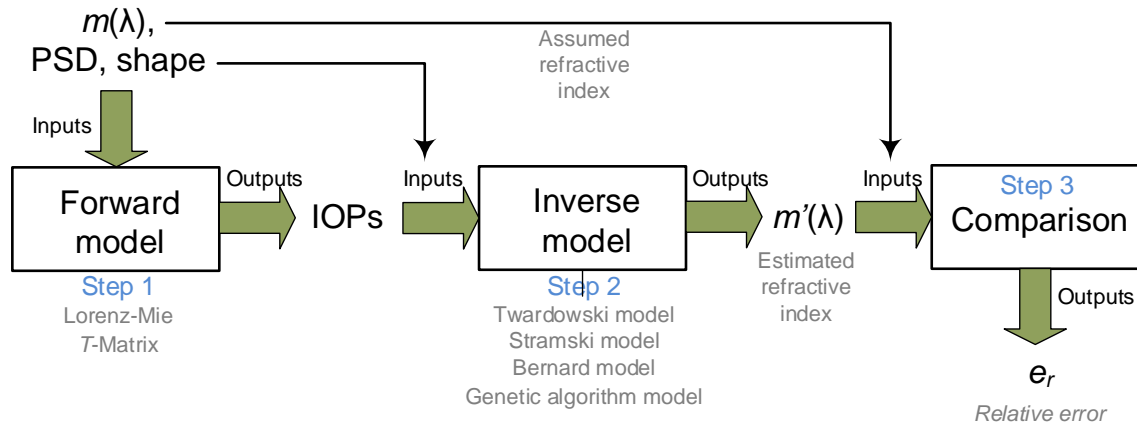 m(λ),
PSD, shape
Assumed
refractive
index
Inputs
Forward
model
Outputs
IOPs
Inputs
Inverse
model
Outputs
m’(λ)
Inputs
Step 3
Comparison
Step 1
Lorenz-Mie
T-Matrix
Step 2
Twardowski model
Stramski model
Bernard model
Genetic algorithm model
Estimated
refractive
index
Outputs
er
Relative error